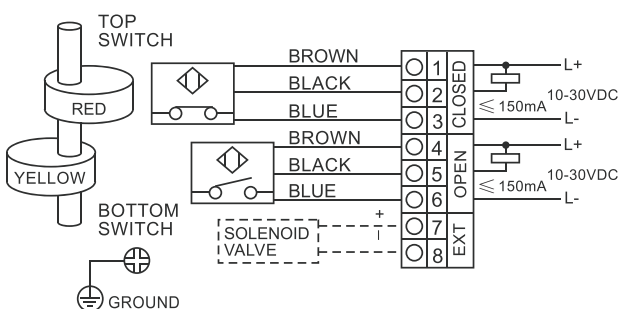 TOP
SWITCH
RED
YELLOW
BOTTOM
SWITCH
GROUND
BROWN
BLACK
BLUE
BROWN
BLACK
BLUE
SOLENOID
VALVE
+
–
1
2
3
4
5
6
7
8
CLOSED
OPEN
EXT
L+
10-30VDC
≤ 150mA
L-
L+
10-30VDC
≤ 150mA
L-